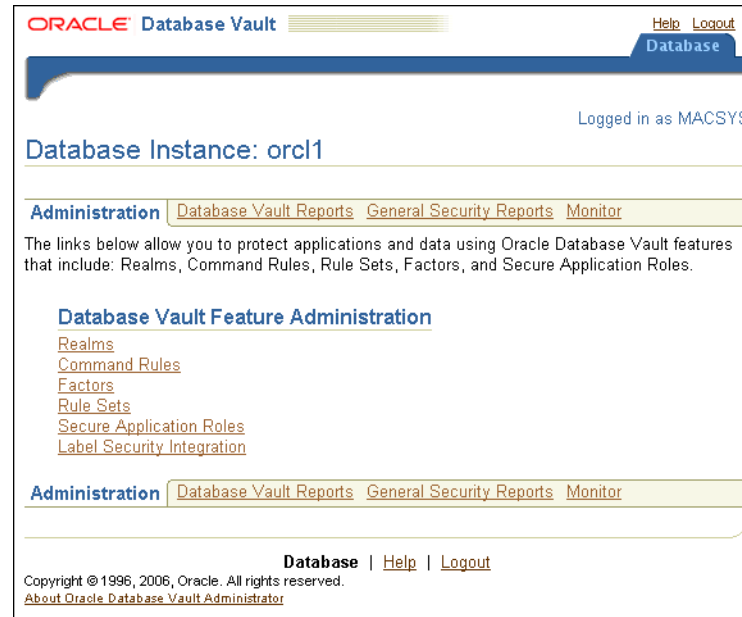 ORACLE Database Vault
Help Logout
Database
Logged in as MACSYS
Database Instance: orcl1
Administration Database Vault Reports General Security Reports Monitor
The links below allow you to protect applications and data using Oracle Database Vault features
that include: Realms, Command Rules, Rule Sets, Factors, and Secure Application Roles.
Database Vault Feature Administration
Realms
Command Rules
Factors
Rule Sets
Secure Application Roles
Label Security Integration
Administration Database Vault Reports General Security Reports Monitor
Database | Help | Logout
Copyright © 1996, 2006, Oracle. All rights reserved.
About Oracle Database Vault Administrator